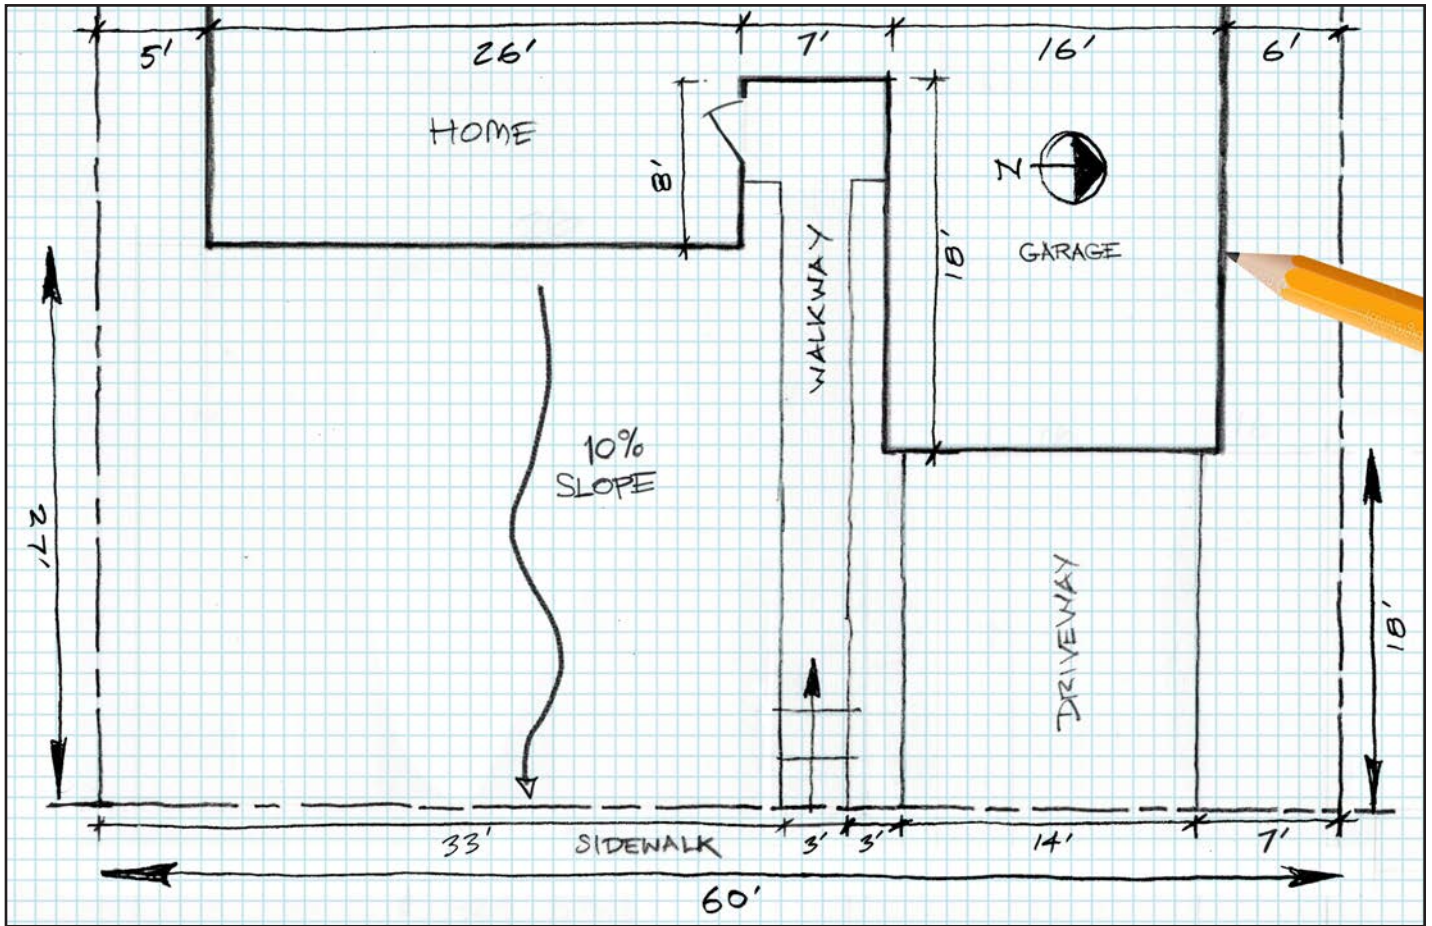 5' 26' 7' 16' 6'
HOME
8'
N
GARAGE
18'
WALKWAY
10%
SLOPE
27'
18'
DRIVEWAY
33' SIDEWALK 3' 3' 14' 7'
60'